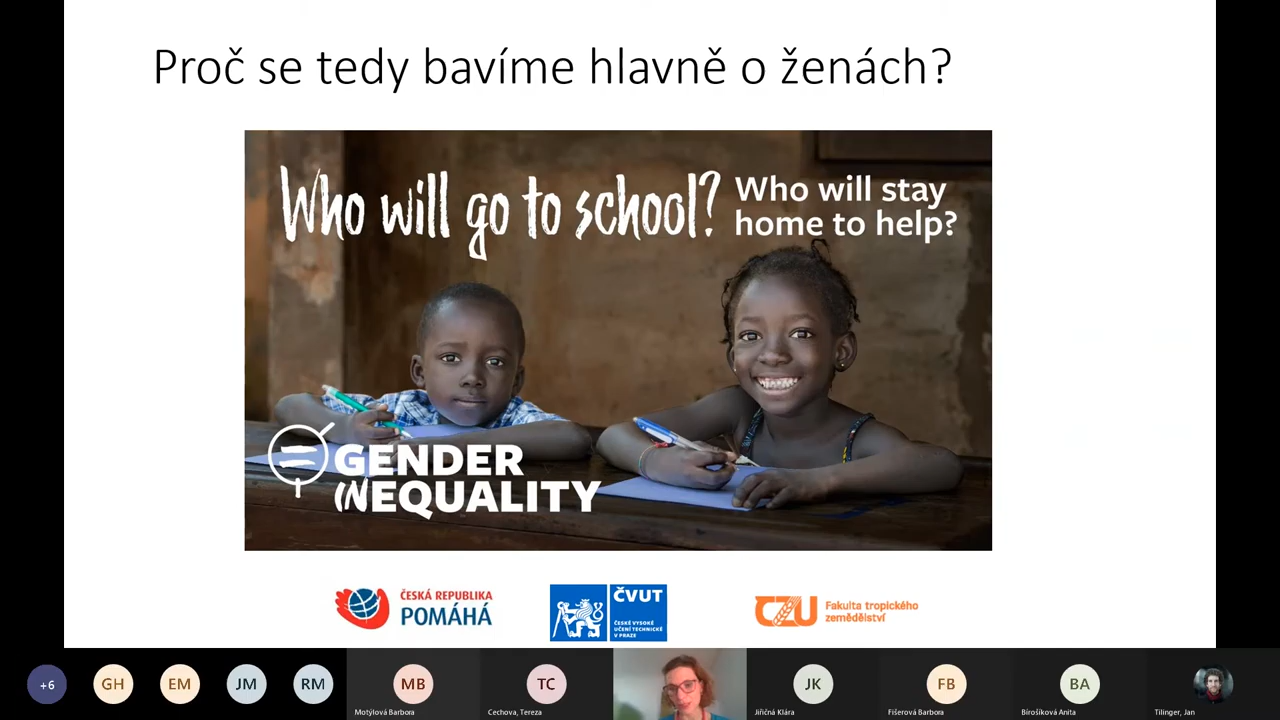 Proč se tedy bavíme hlavně o ženách?
Who will go to school?
Who will stay
home to help?
GENDER
INEQUALITY
ČESKÁ REPUBLIKA
POMÁHÁ
ČVUT
ČESKÉ VYSOKÉ
UČENÍ TECHNICKÉ
V PRAZE
CZU
Fakulta tropického
zemědělství
+6
GH
EM
JM
RM
MB
Motýlová Barbora
TC
Cechova, Tereza
JK
Jiřičná Klára
FB
Fišerová Barbora
BA
Birošíková Anita
Tilinger, Jan